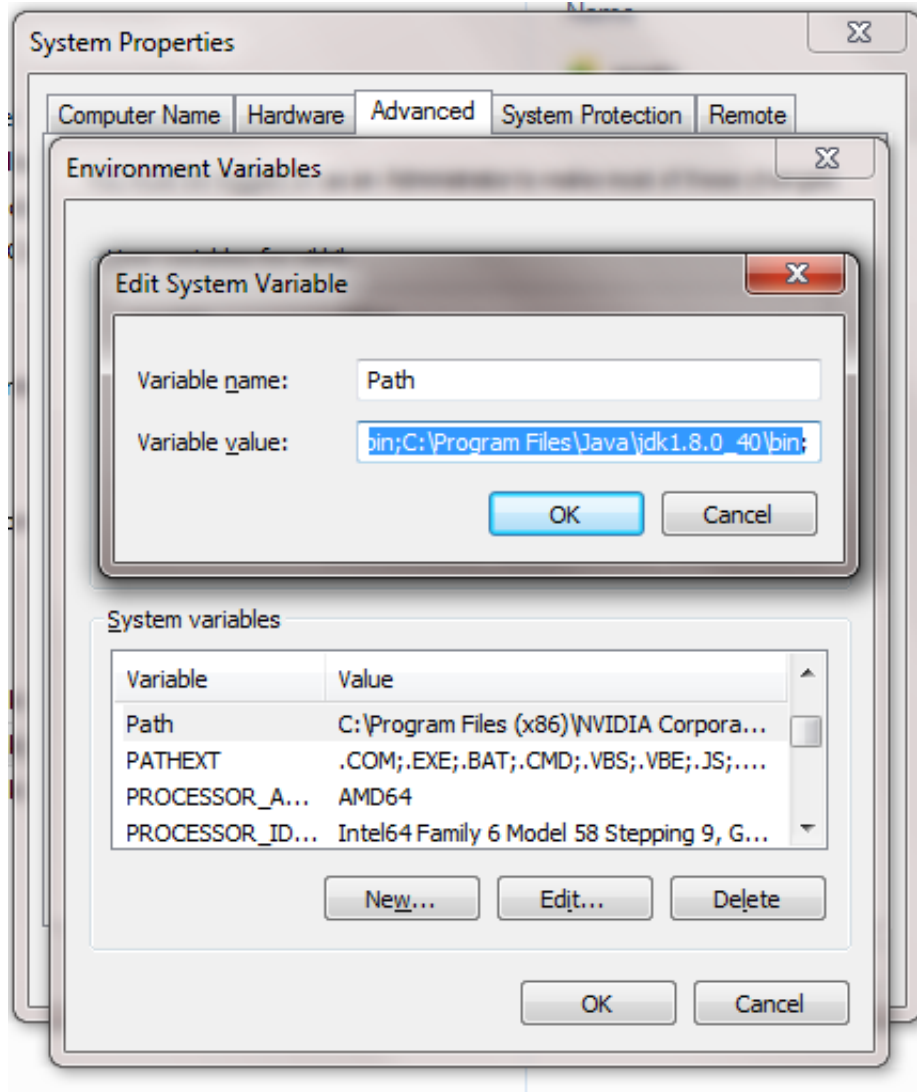 Name
System Properties
Computer Name Hardware Advanced System Protection Remote
Environment Variables
Edit System Variable
Variable name: Path
Variable value: bin;C:\Program Files\Java\jdk1.8.0_40\bin;
OK Cancel
System variables
Variable Value
Path C:\Program Files (x86)\NVIDIA Corpora...
PATHEXT .COM;.EXE;.BAT;.CMD;.VBS;.VBE;.JS;....
PROCESSOR_A... AMD64
PROCESSOR_ID... Intel64 Family 6 Model 58 Stepping 9, G...
New... Edit... Delete
OK Cancel